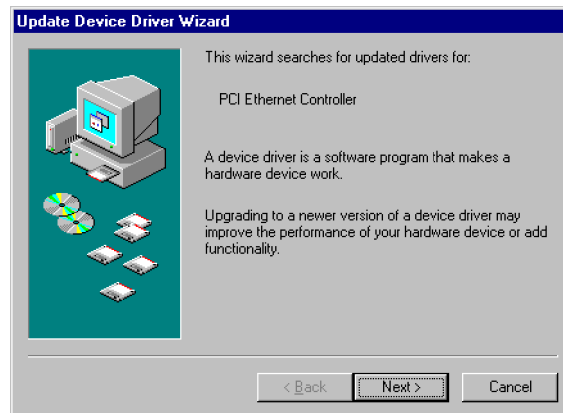 Update Device Driver Wizard
This wizard searches for updated drivers for:
PCI Ethernet Controller
A device driver is a software program that makes a
hardware device work.
Upgrading to a newer version of a device driver may
improve the performance of your hardware device or add
functionality.
< Back
Next >
Cancel